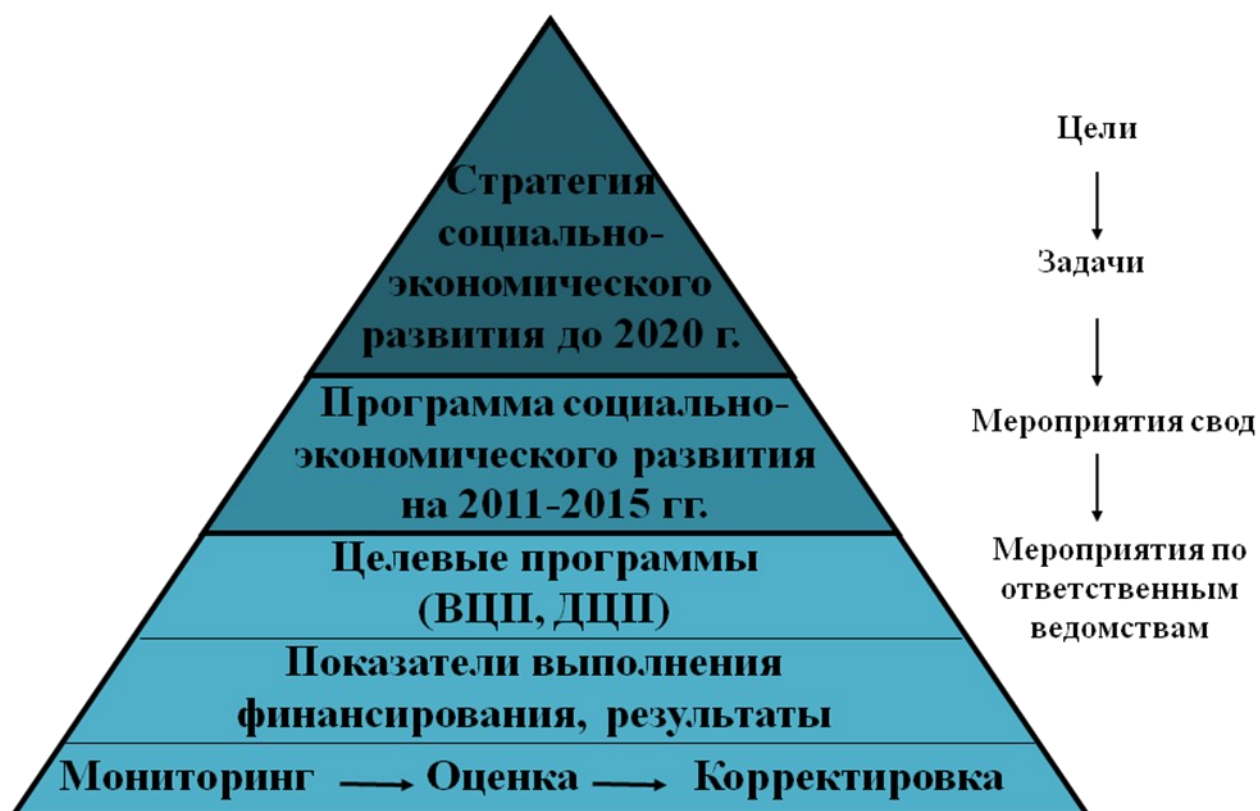 Стратегия
социально-
экономического
развития до 2020 г.
Программа социально-
экономического развития
на 2011-2015 гг.
Целевые программы
(ВЦП, ДЦП)
Показатели выполнения
финансирования, результаты
Мониторинг → Оценка → Корректировка
Цели
Задачи
Мероприятия свод
Мероприятия по
ответственным
ведомствам